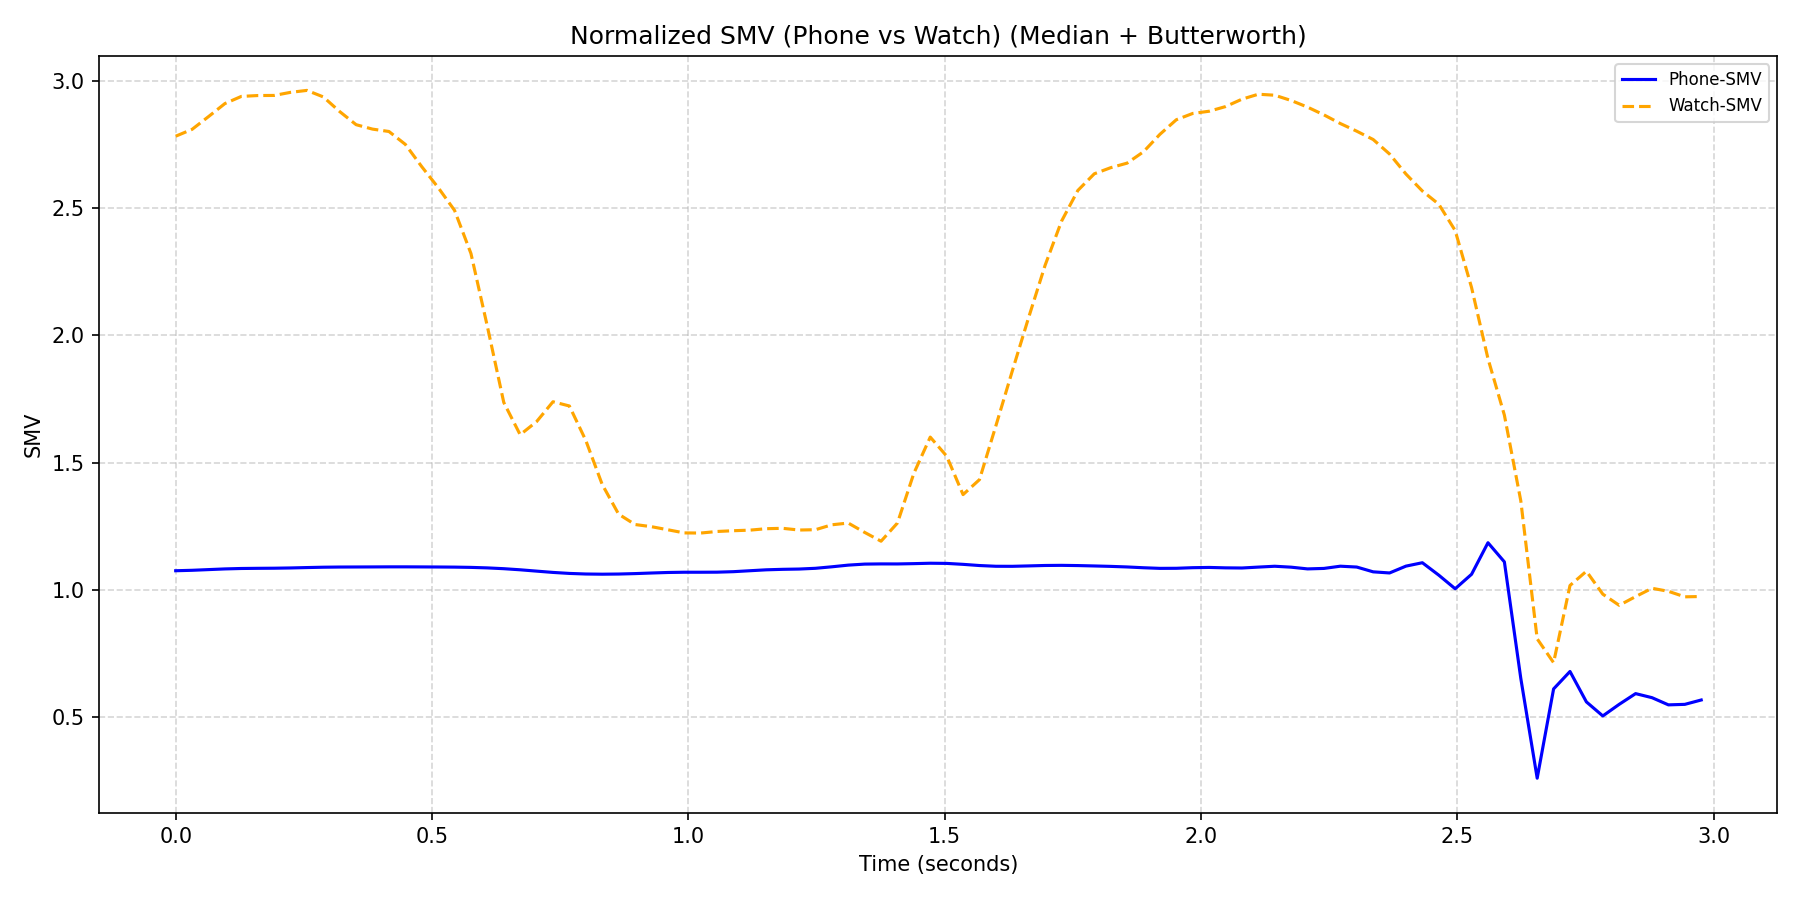 Normalized SMV (Phone vs Watch) (Median + Butterworth)
Phone-SMV
Watch-SMV
SMV
3.0
2.5
2.0
1.5
1.0
0.5
0.0 0.5 1.0 1.5 2.0 2.5 3.0
Time (seconds)